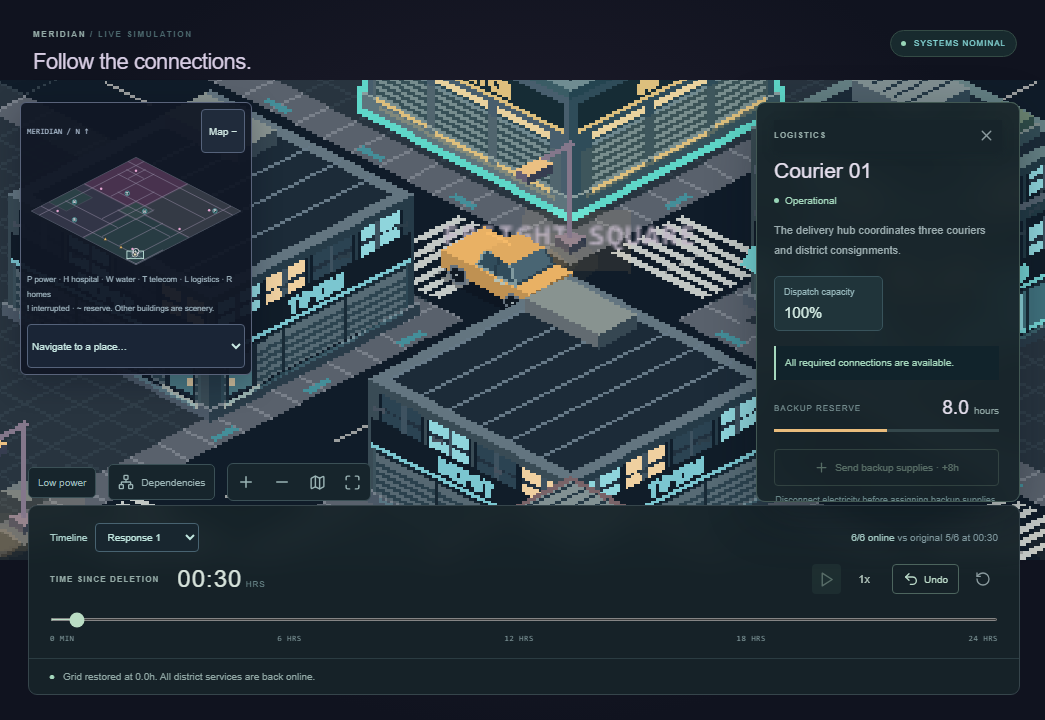 MERIDIAN / LIVE SIMULATION
Follow the connections.
SYSTEMS NOMINAL
MERIDIAN / N ↑
Map −
P power · H hospital · W water · T telecom · L logistics · R
homes
! interrupted · ~ reserve. Other buildings are scenery.
Navigate to a place...
LOGISTICS
Courier 01
Operational
The delivery hub coordinates three couriers
and district consignments.
Dispatch capacity
100%
All required connections are available.
BACKUP RESERVE 8.0 hours
Send backup supplies · +8h
Disconnect electricity before assigning backup supplies
Low power
Dependencies
Timeline Response 1
6/6 online vs original 5/6 at 00:30
TIME SINCE DELETION 00:30 HRS
1x
Undo
0 MIN 6 HRS 12 HRS 18 HRS 24 HRS
Grid restored at 0.0h. All district services are back online.